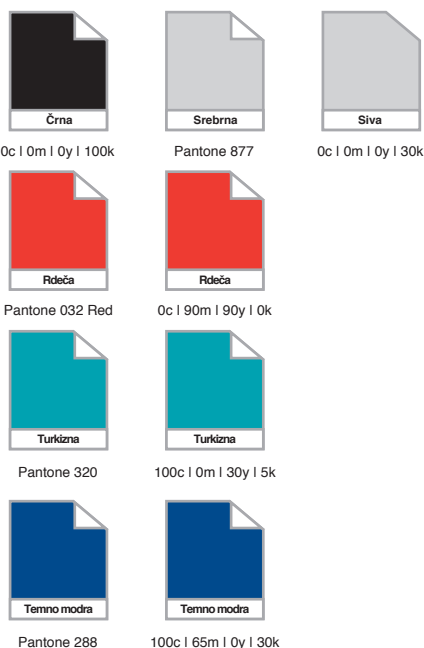 Črna
Srebrna
Siva
0c l 0m l 0y l 100k
Pantone 877
0c l 0m l 0y l 30k
Rdeča
Rdeča
Pantone 032 Red
0c l 90m l 90y l 0k
Turkizna
Turkizna
Pantone 320
100c l 0m l 30y l 5k
Temno modra
Temno modra
Pantone 288
100c l 65m l 0y l 30k